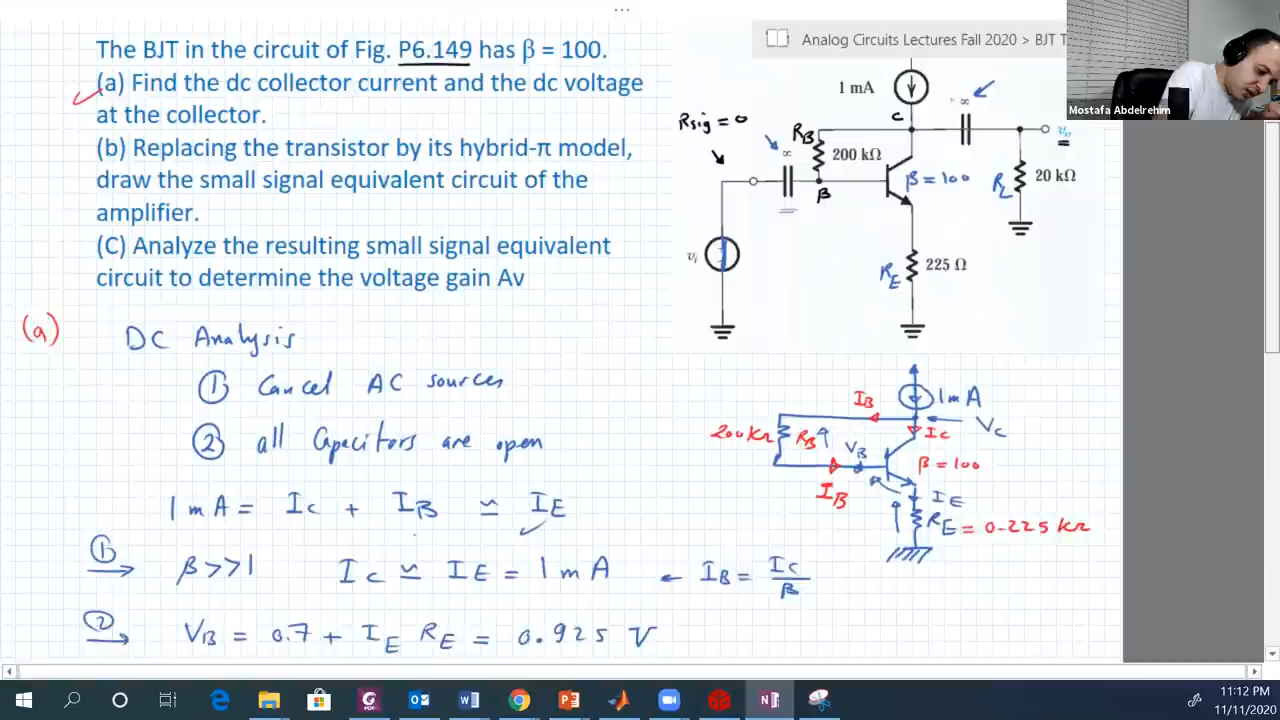 The BJT in the circuit of Fig. P6.149 has β = 100.
(a) Find the dc collector current and the dc voltage
at the collector.
(b) Replacing the transistor by its hybrid-π model,
draw the small signal equivalent circuit of the
amplifier.
(C) Analyze the resulting small signal equivalent
circuit to determine the voltage gain Av
Analog Circuits Lectures Fall 2020 > BJT T
Mostafa Abdelrehim
1 mA
C
∞
Rsig = 0
RB
200 kΩ
∞
B
β = 100
RL
20 kΩ
vo
vi
RE
225 Ω
(a)
DC Analysis
① Cancel AC sources
② all Capacitors are open
1 mA = Ic + IB ≃ IE
① β >> 1 Ic ≃ IE = 1 mA ← IB = Ic/β
② VB = 0.7 + IE RE = 0.925 V
1 mA
IB
Vc
Ic
200 kΩ
RB
VB
β = 100
IB
IE
RE = 0.225 kΩ
11:12 PM
11/11/2020